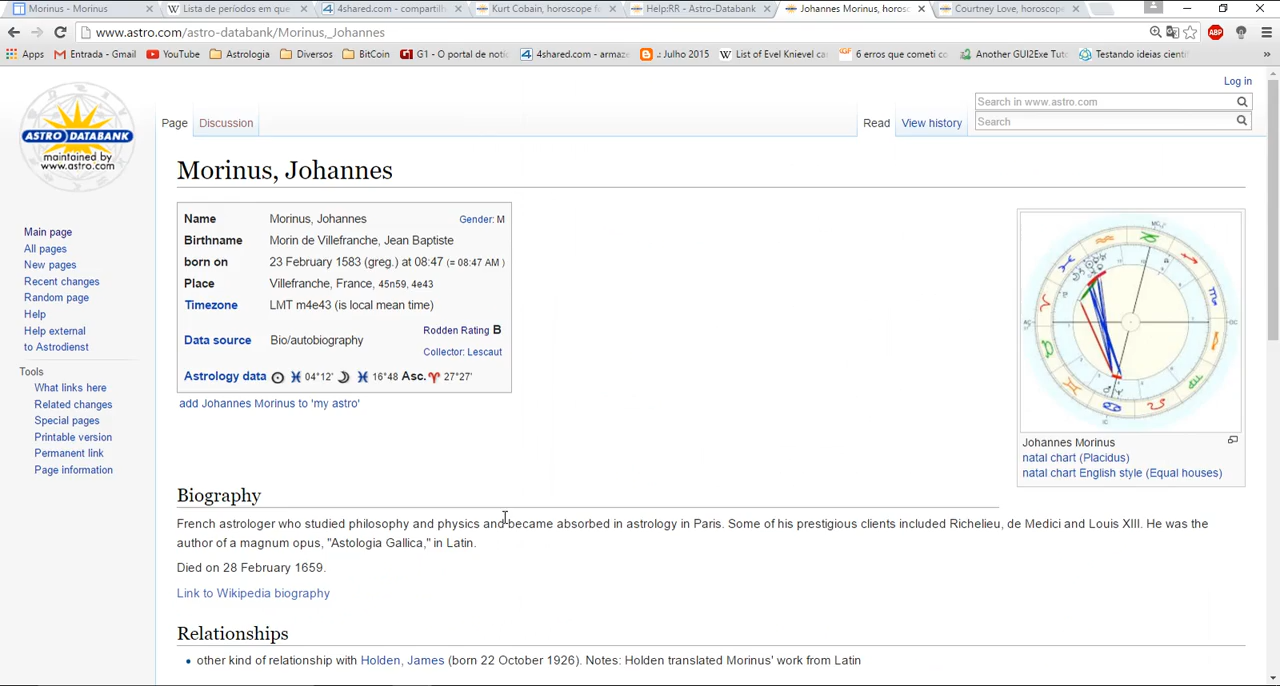 Morinus - Morinus
Lista de períodos em que
4shared.com - compartilh
Kurt Cobain, horoscope f
Help:RR - Astro-Databank
Johannes Morinus, horos
Courtney Love, horoscope
www.astro.com/astro-databank/Morinus,_Johannes
Apps
Entrada - Gmail
YouTube
Astrologia
Diversos
BitCoin
G1 - O portal de notíc
4shared.com - armaze
.: Julho 2015
List of Evel Knievel car
6 erros que cometi co
Another GUI2Exe Tut
Testando ideias cientí
»
Log in
Search in www.astro.com
Search
ASTRO DATABANK
maintained by
www.astro.com
Page
Discussion
Read
View history
Morinus, Johannes
Name Morinus, Johannes Gender: M
Birthname Morin de Villefranche, Jean Baptiste
born on 23 February 1583 (greg.) at 08:47 (= 08:47 AM )
Place Villefranche, France, 45n59, 4e43
Timezone LMT m4e43 (is local mean time)
Data source Bio/autobiography
Rodden Rating B
Collector: Lescaut
Astrology data ☉ ♓ 04°12' ☽ ♓ 16°48 Asc. ♈ 27°27'
add Johannes Morinus to 'my astro'
Main page
All pages
New pages
Recent changes
Random page
Help
Help external
to Astrodienst
Tools
What links here
Related changes
Special pages
Printable version
Permanent link
Page information
MC
AC
DC
IC
Johannes Morinus
natal chart (Placidus)
natal chart English style (Equal houses)
Biography
French astrologer who studied philosophy and physics and became absorbed in astrology in Paris. Some of his prestigious clients included Richelieu, de Medici and Louis XIII. He was the
author of a magnum opus, "Astologia Gallica," in Latin.
Died on 28 February 1659.
Link to Wikipedia biography
Relationships
• other kind of relationship with Holden, James (born 22 October 1926). Notes: Holden translated Morinus' work from Latin